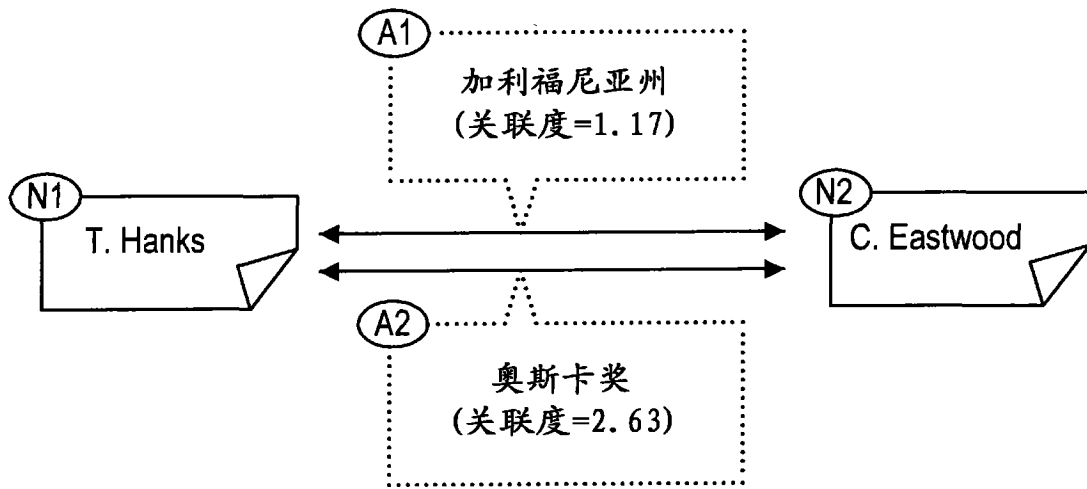 A1
加利福尼亚州
(关联度=1.17)
N1
T. Hanks
N2
C. Eastwood
A2
奥斯卡奖
(关联度=2.63)